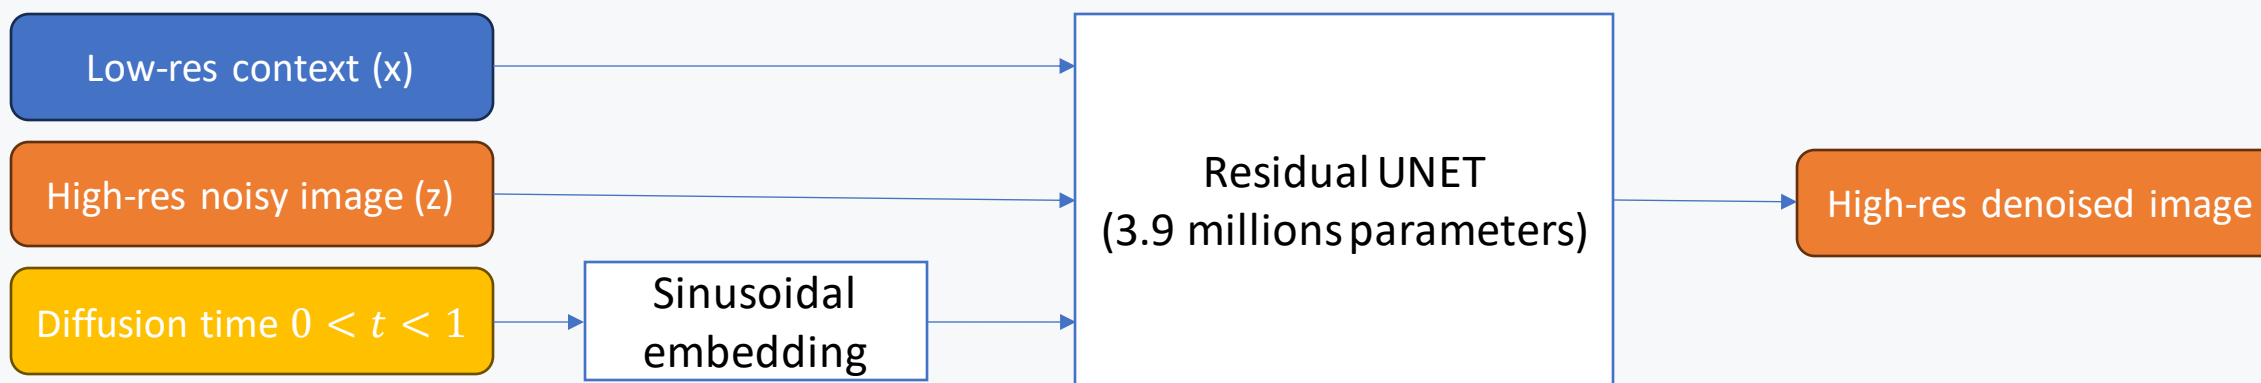 Low-res context (x)
High-res noisy image (z)
Diffusion time 0 < t < 1
Sinusoidal
embedding
Residual UNET
(3.9 millions parameters)
High-res denoised image